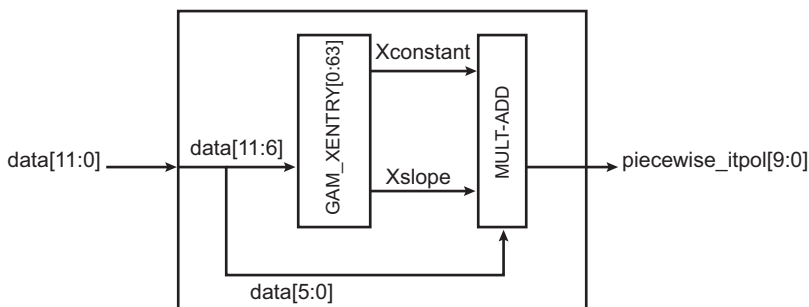 Xconstant
GAM_XENTRY[0:63]
MULT-ADD
data[11:0]
data[11:6]
piecewise_itpol[9:0]
Xslope
data[5:0]